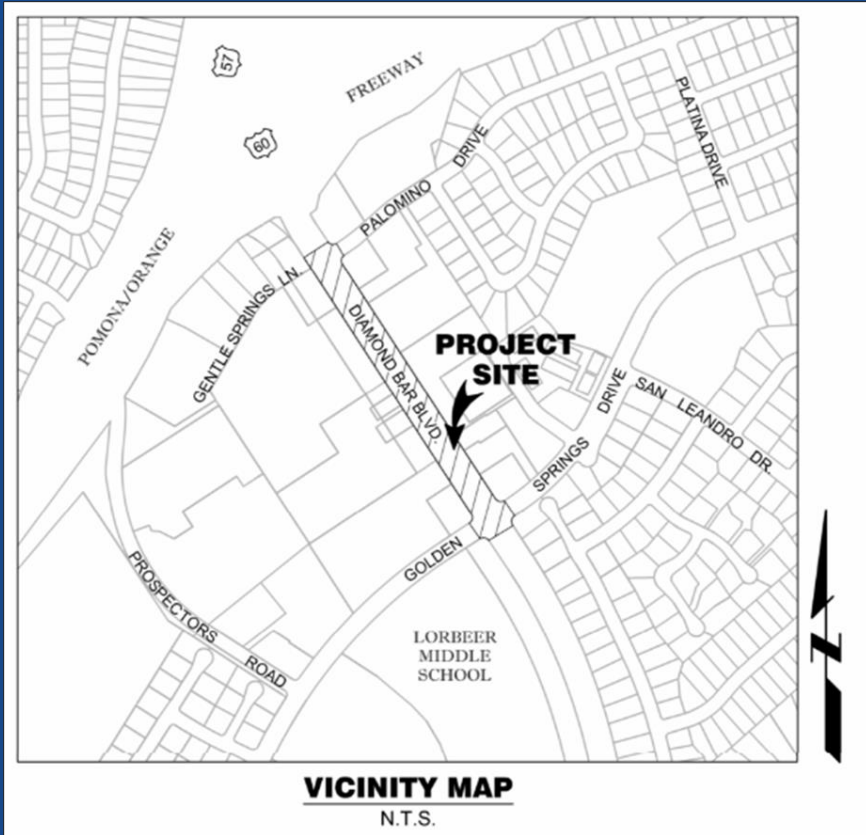 57
FREEWAY
60
PALOMINO DRIVE
PLATINA DRIVE
POMONA/ORANGE
GENTLE SPRINGS LN.
DIAMOND BAR BLVD.
PROJECT
SITE
SAN LEANDRO DR.
GOLDEN SPRINGS DRIVE
PROSPECTORS ROAD
LORBEER
MIDDLE
SCHOOL
VICINITY MAP
N.T.S.